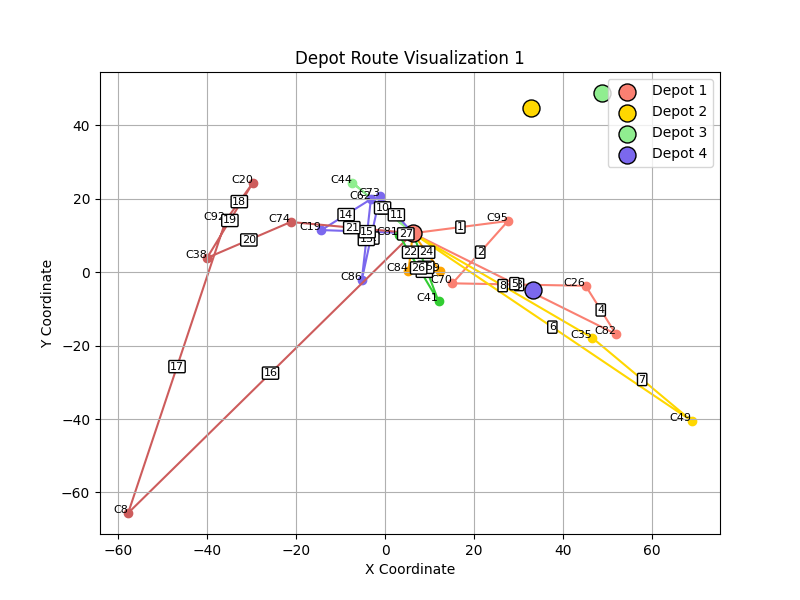 Depot Route Visualization 1
Depot 1
Depot 2
Depot 3
Depot 4
40
20
0
−20
−40
−60
−60
−40
−20
0
20
40
60
X Coordinate
Y Coordinate
C20
C44
C73
C62
C92
C74
C19
C95
C81
C38
C86
C84
C70
C41
C26
C82
C35
C49
C8
1
2
4
5
6
7
8
10
11
14
15
16
17
18
19
20
21
22
24
26
27